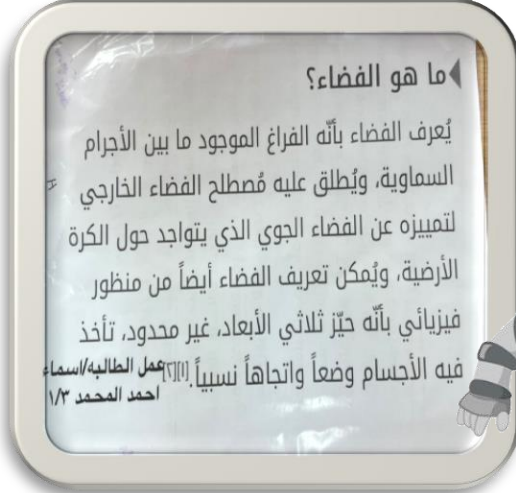 ما هو الفضاء؟
يُعرف الفضاء بأنّه الفراغ الموجود ما بين الأجرام
السماوية، ويُطلق عليه مُصطلح الفضاء الخارجي
لتمييزه عن الفضاء الجوي الذي يتواجد حول الكرة
الأرضية، ويُمكن تعريف الفضاء أيضاً من منظور
فيزيائي بأنّه حيّز ثلاثي الأبعاد، غير محدود، تأخذ
فيه الأجسام وضعاً واتجاهاً نسبياً.[١][٢]
عمل الطالبه/اسماء
احمد المحمد ١/٣